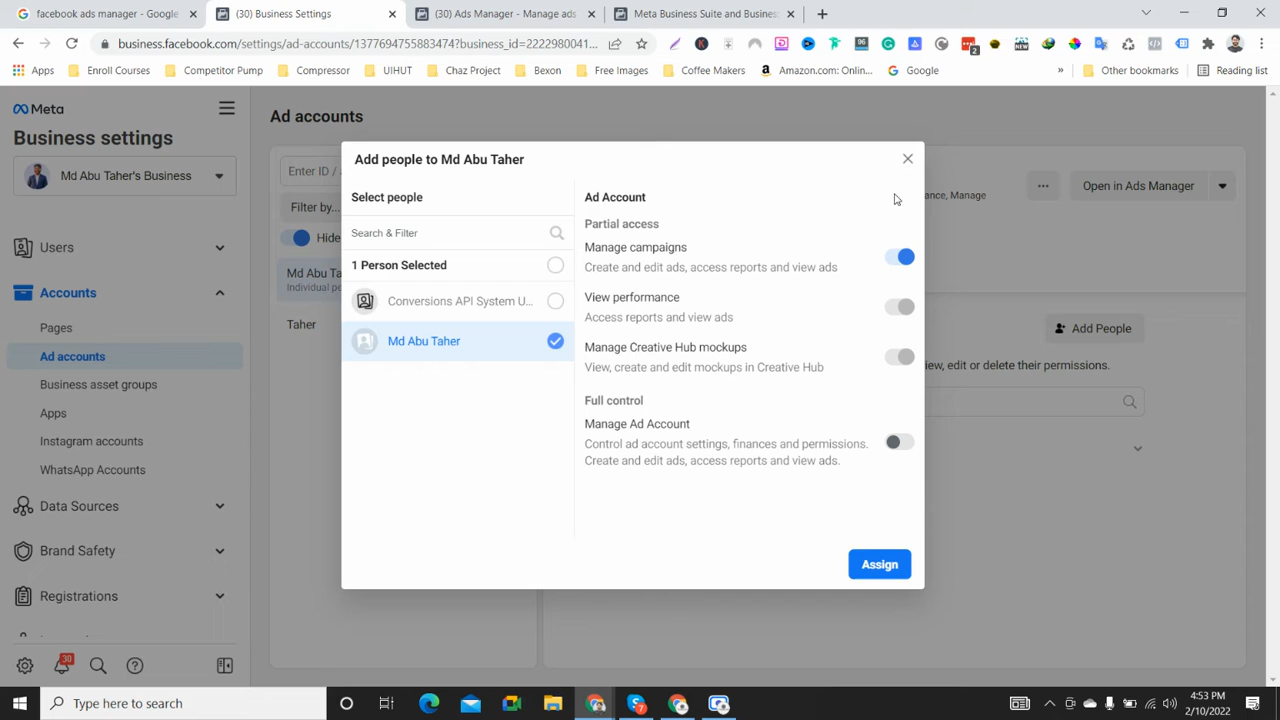 facebook ads manager - Google
(30) Business Settings
(30) Ads Manager - Manage ads
Meta Business Suite and Business
business.facebook.com/settings/ad-accounts/1377694755883474?business_id=2222980041...
Apps
Enroll Courses
Competitor Pump
Compressor
UIHUT
Chaz Project
Bexon
Free Images
Coffee Makers
Amazon.com: Onlin...
Google
»
Other bookmarks
Reading list
Meta
Business settings
Md Abu Taher's Business
Users
Accounts
Pages
Ad accounts
Business asset groups
Apps
Instagram accounts
WhatsApp Accounts
Data Sources
Brand Safety
Registrations
30
Ad accounts
Enter ID /
Filter by...
Hide
Md Abu Ta
Individual pe
Taher
ance, Manage
Open in Ads Manager
Add People
iew, edit or delete their permissions.
Add people to Md Abu Taher
Select people
Search & Filter
1 Person Selected
Conversions API System U...
Md Abu Taher
Ad Account
Partial access
Manage campaigns
Create and edit ads, access reports and view ads
View performance
Access reports and view ads
Manage Creative Hub mockups
View, create and edit mockups in Creative Hub
Full control
Manage Ad Account
Control ad account settings, finances and permissions.
Create and edit ads, access reports and view ads.
Assign
Type here to search
4:53 PM
2/10/2022